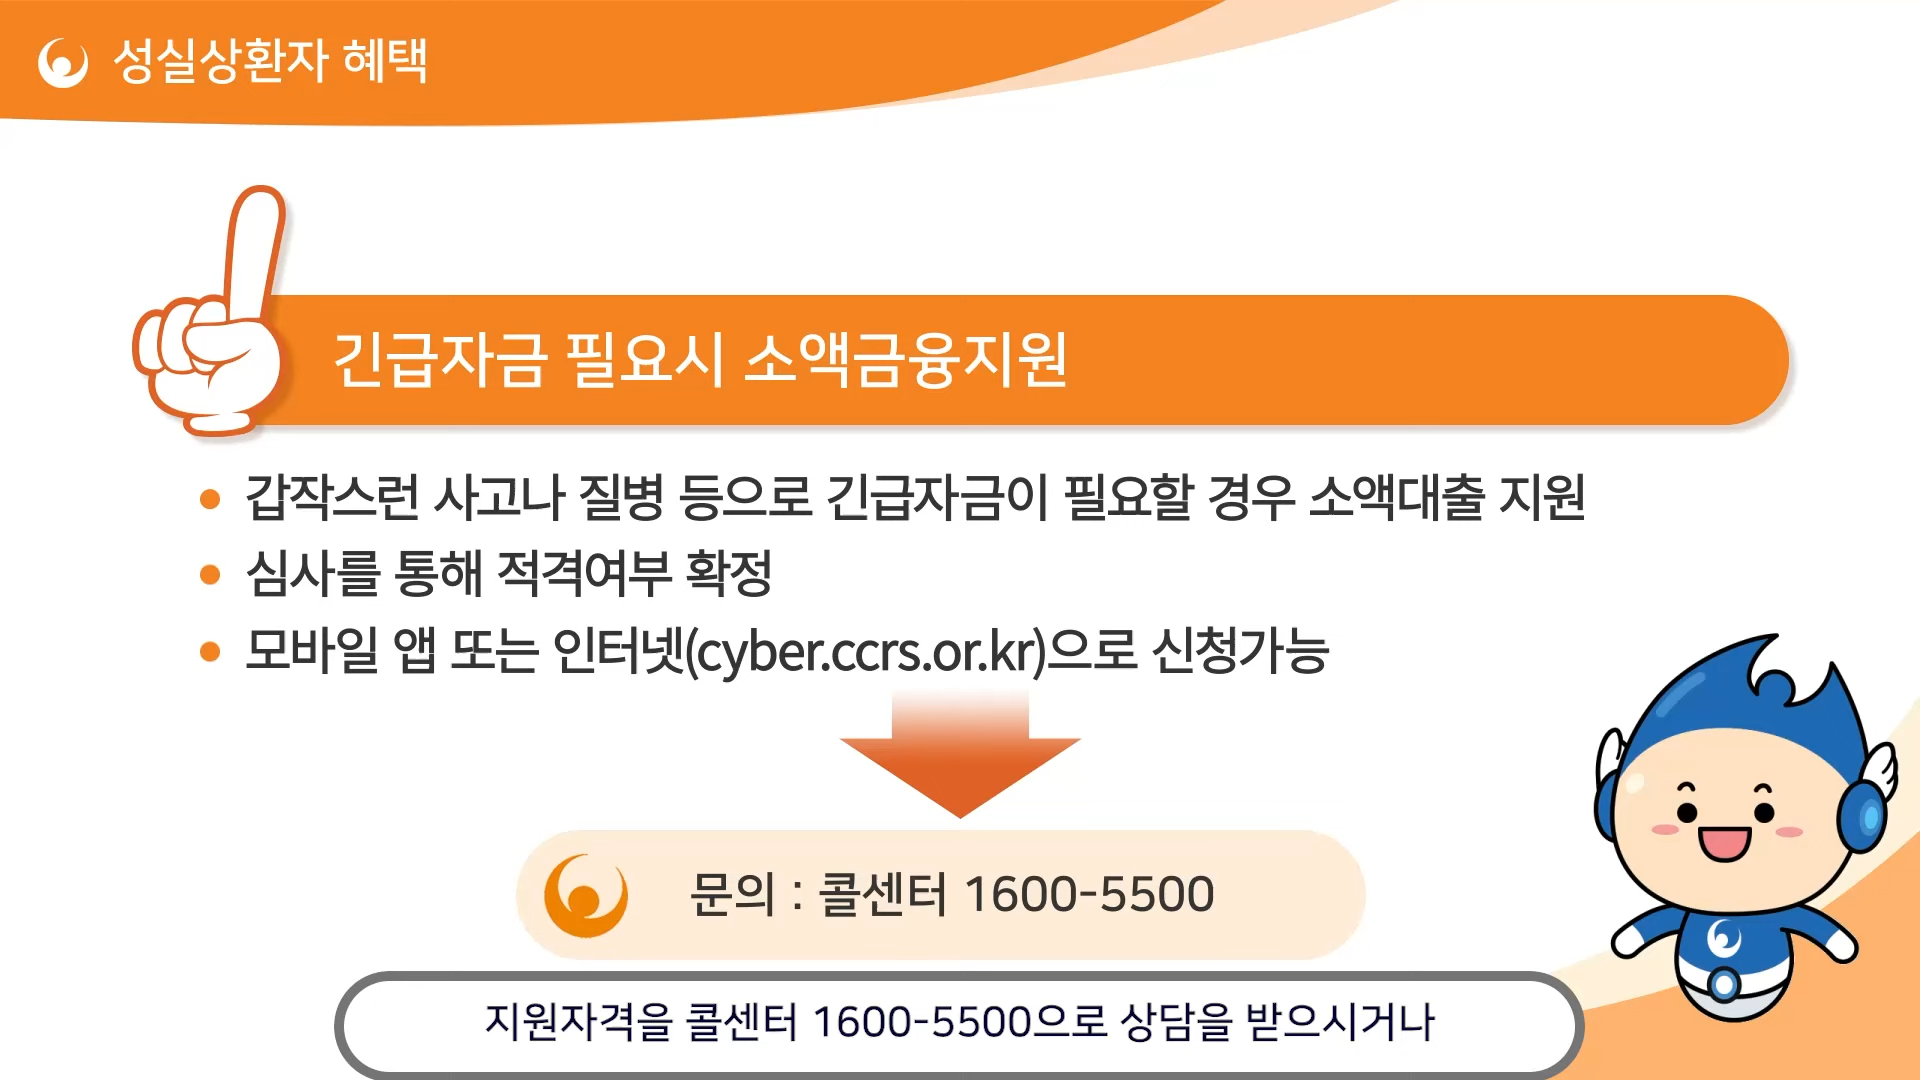 성실상환자 혜택
긴급자금 필요시 소액금융지원
갑작스런 사고나 질병 등으로 긴급자금이 필요할 경우 소액대출 지원
심사를 통해 적격여부 확정
모바일 앱 또는 인터넷(cyber.ccrs.or.kr)으로 신청가능
문의 : 콜센터 1600-5500
지원자격을 콜센터 1600-5500으로 상담을 받으시거나